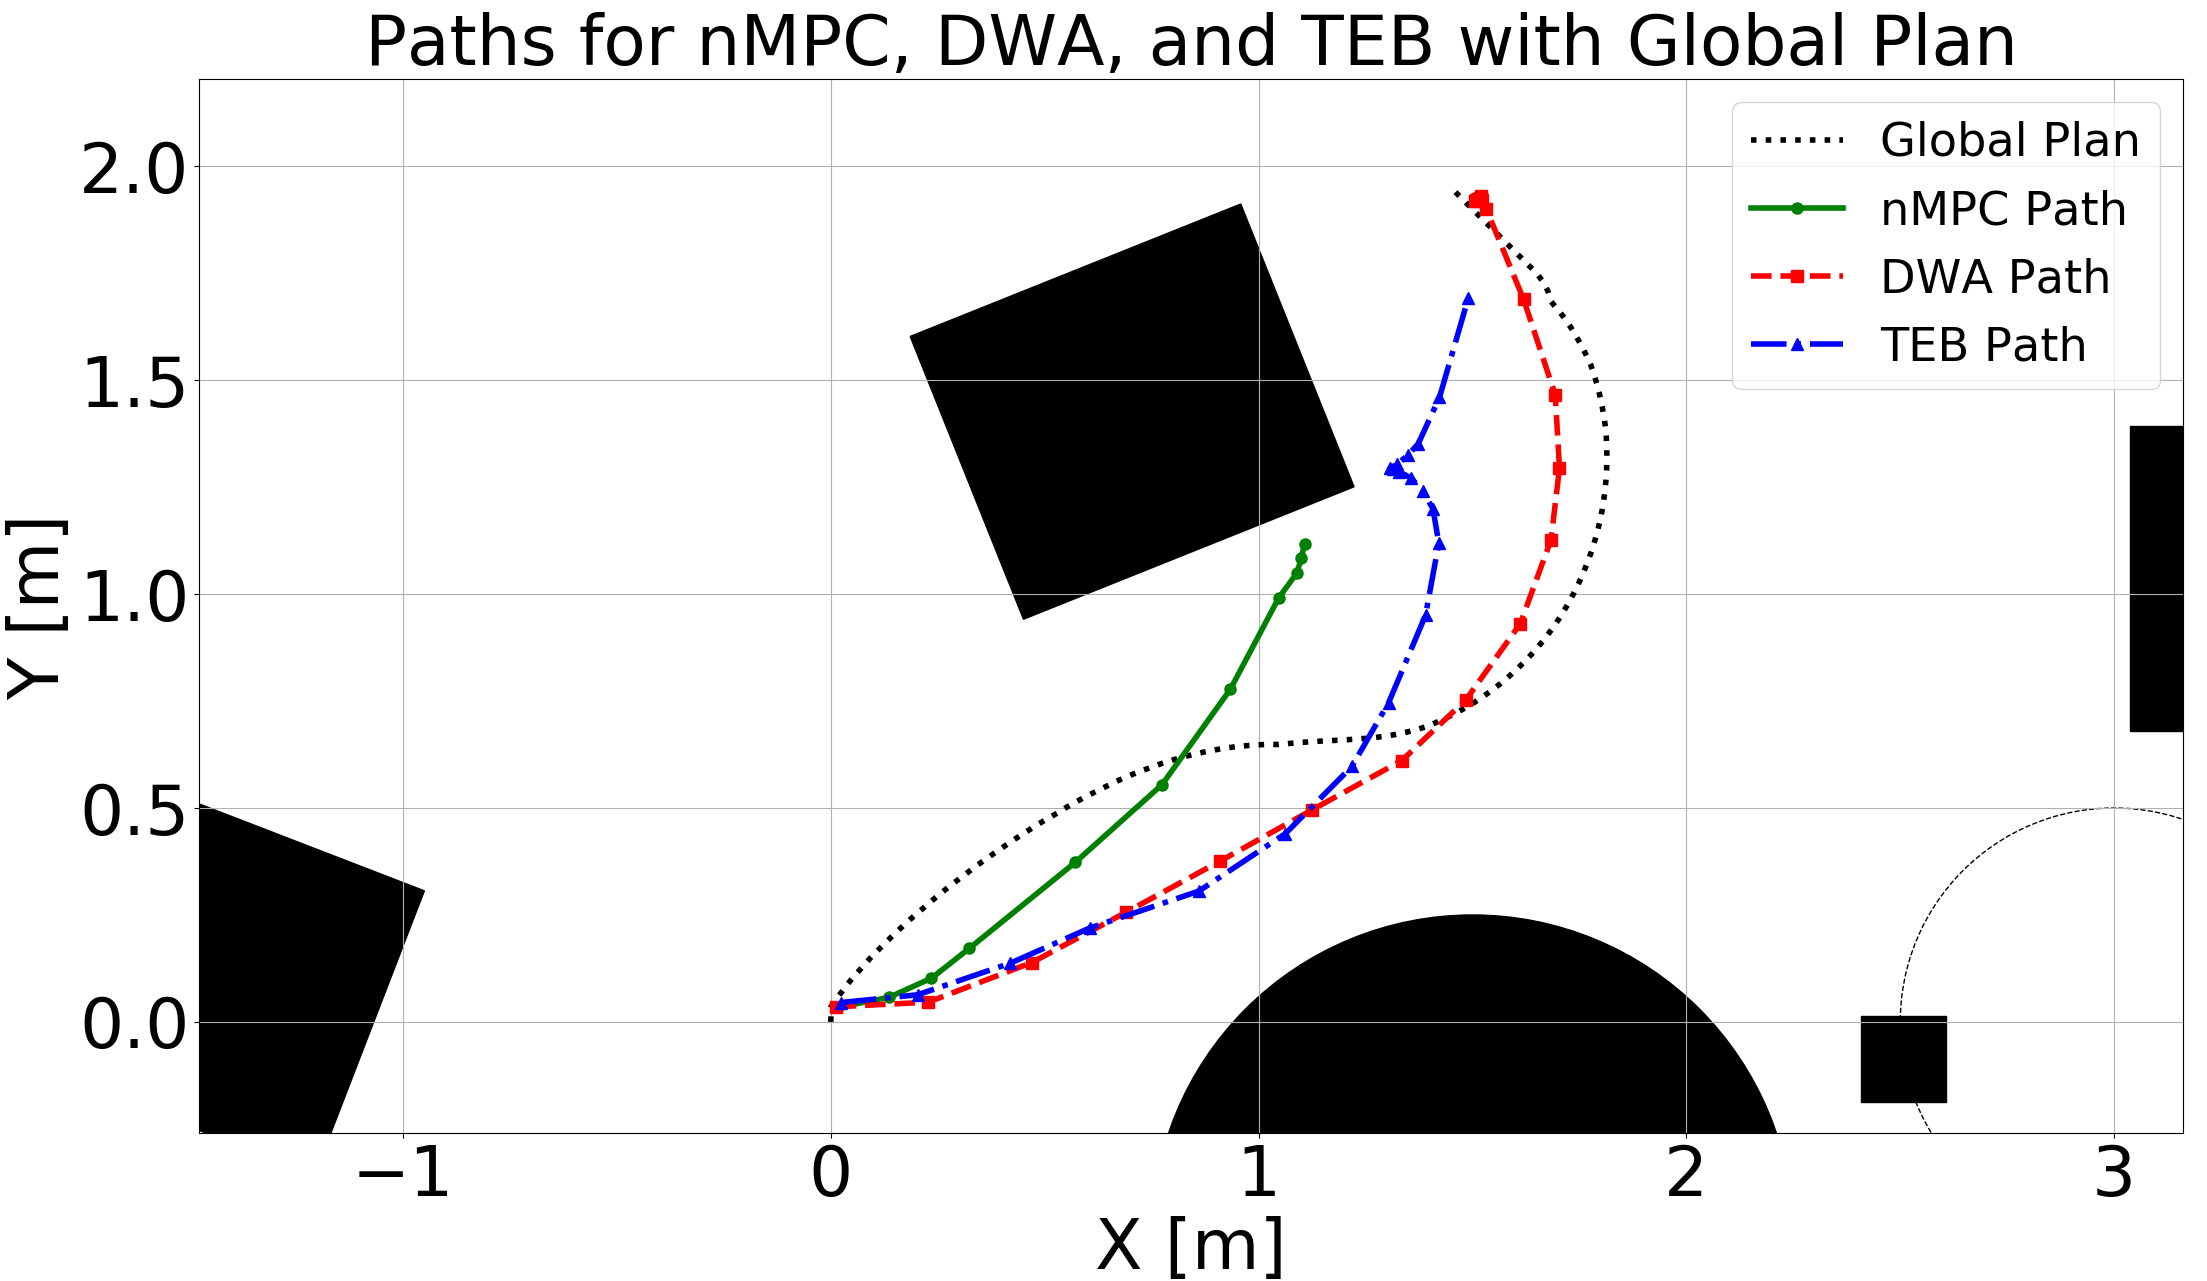 Paths for nMPC, DWA, and TEB with Global Plan
Global Plan
nMPC Path
DWA Path
TEB Path
Y [m]
2.0
1.5
1.0
0.5
0.0
−1
0
1
2
3
X [m]